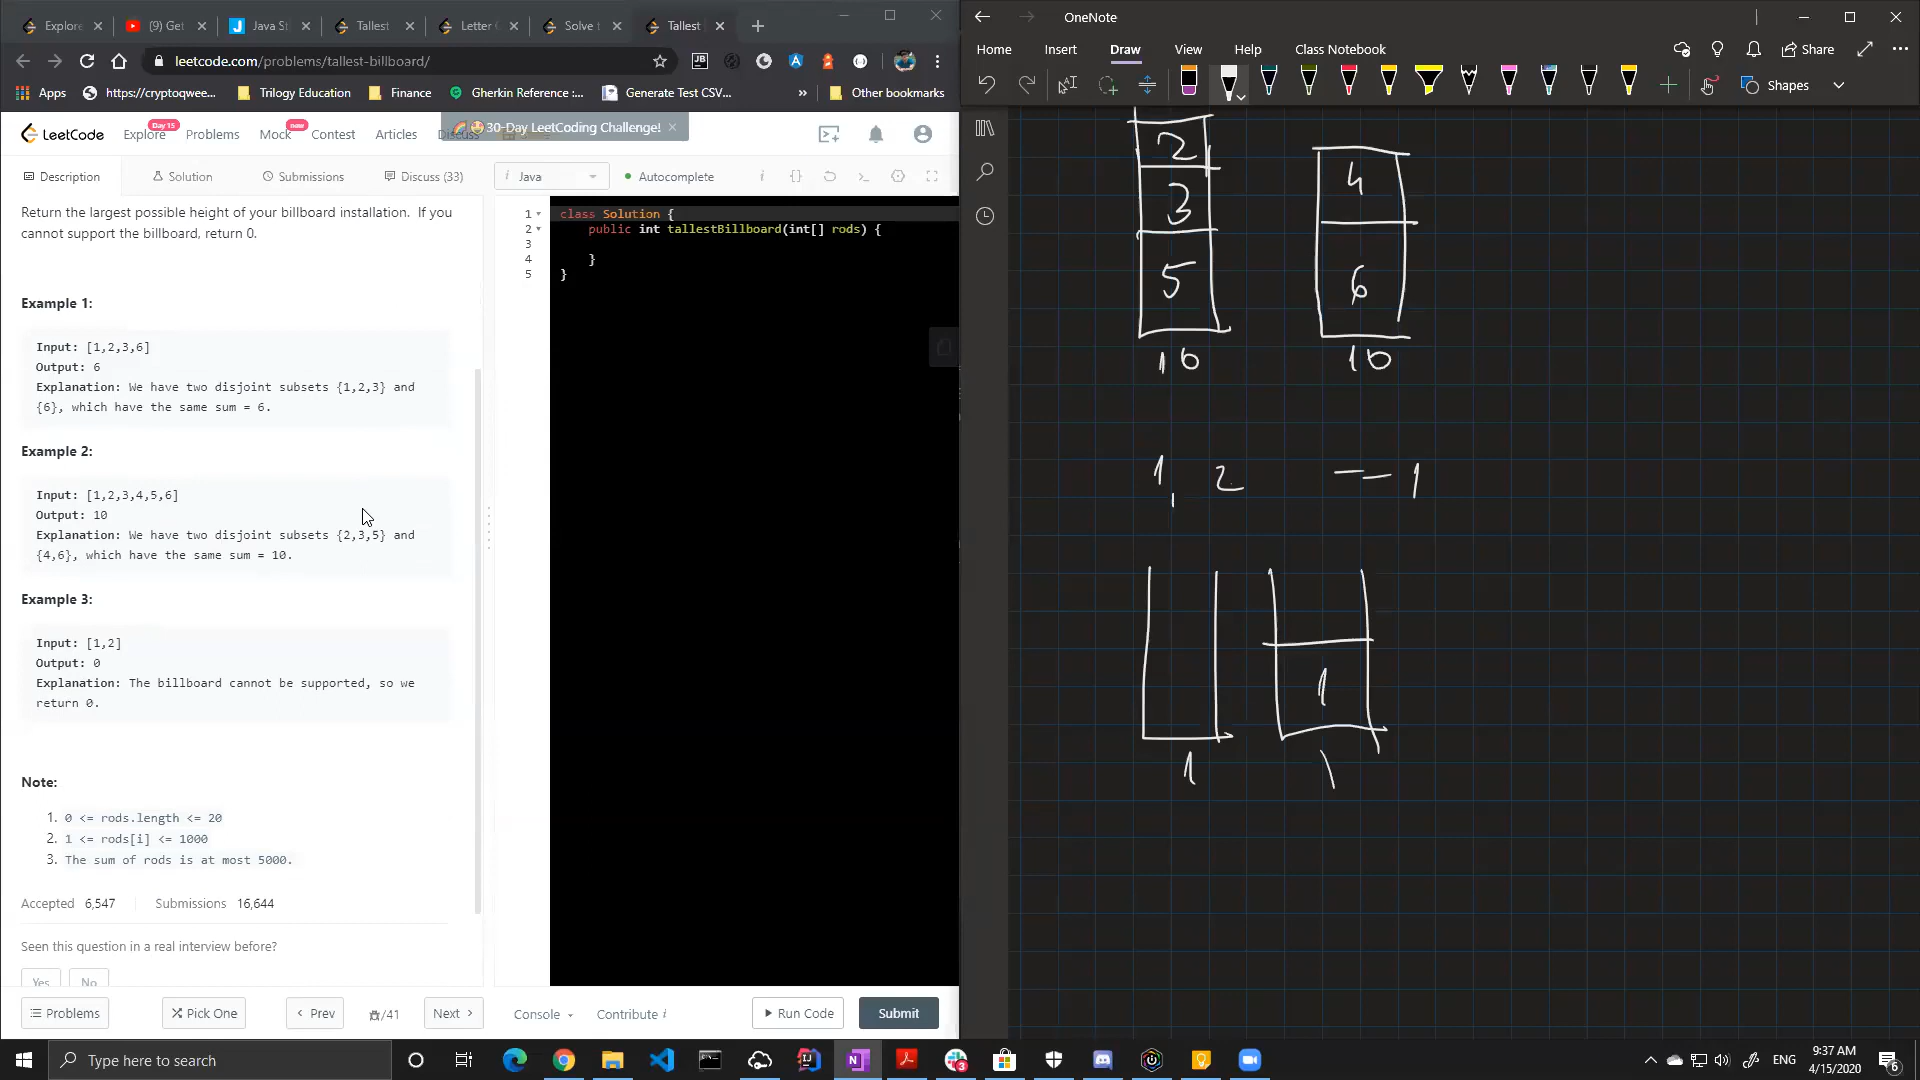 Explore
(9) Get
Java St
Tallest
Letter
Solve t
Tallest
leetcode.com/problems/tallest-billboard/
Apps
https://cryptoqwee...
Trilogy Education
Finance
Gherkin Reference :...
Generate Test CSV...
»
Other bookmarks
LeetCode
Explore
Day 15
Problems
Mock
new
Contest
Articles
Discuss
30-Day LeetCoding Challenge!
Description
Solution
Submissions
Discuss (33)
Java
Autocomplete
Return the largest possible height of your billboard installation. If you
cannot support the billboard, return 0.
Example 1:
Input: [1,2,3,6]
Output: 6
Explanation: We have two disjoint subsets {1,2,3} and
{6}, which have the same sum = 6.
Example 2:
Input: [1,2,3,4,5,6]
Output: 10
Explanation: We have two disjoint subsets {2,3,5} and
{4,6}, which have the same sum = 10.
Example 3:
Input: [1,2]
Output: 0
Explanation: The billboard cannot be supported, so we
return 0.
Note:
1. 0 <= rods.length <= 20
2. 1 <= rods[i] <= 1000
3. The sum of rods is at most 5000.
Accepted 6,547
Submissions 16,644
Seen this question in a real interview before?
Yes
No
1 class Solution {
2 public int tallestBillboard(int[] rods) {
3
4 }
5 }
Problems
Pick One
Prev
/41
Next
Console
Contribute i
Run Code
Submit
OneNote
Home
Insert
Draw
View
Help
Class Notebook
Share
Shapes
2
3
5
10
4
6
10
1, 2
1
1
1
1
Type here to search
ENG
9:37 AM
4/15/2020
3
6